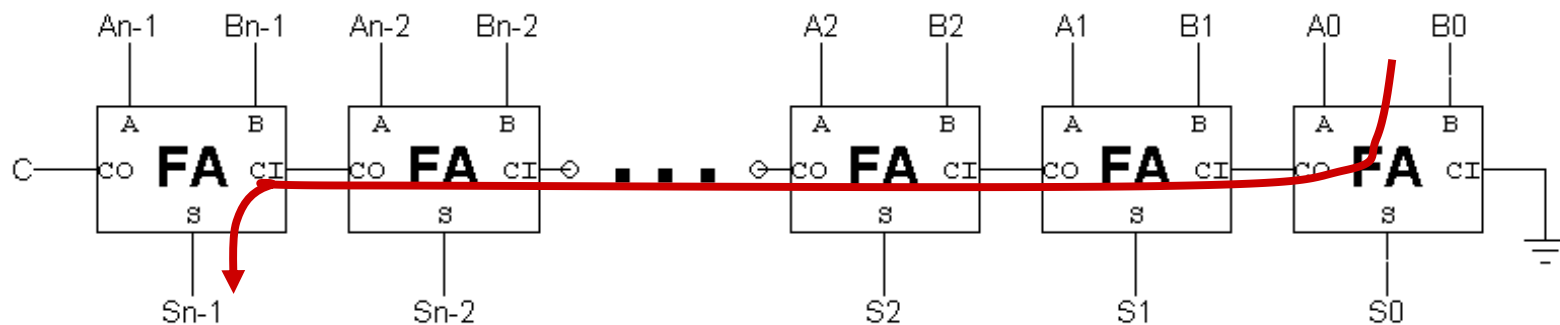 An-1 Bn-1 An-2 Bn-2 A2 B2 A1 B1 A0 B0
A B A B A B A B A B
C CO FA CI CO FA CI ... CO FA CI CO FA CI CO FA CI
S S S S S
Sn-1 Sn-2 S2 S1 S0